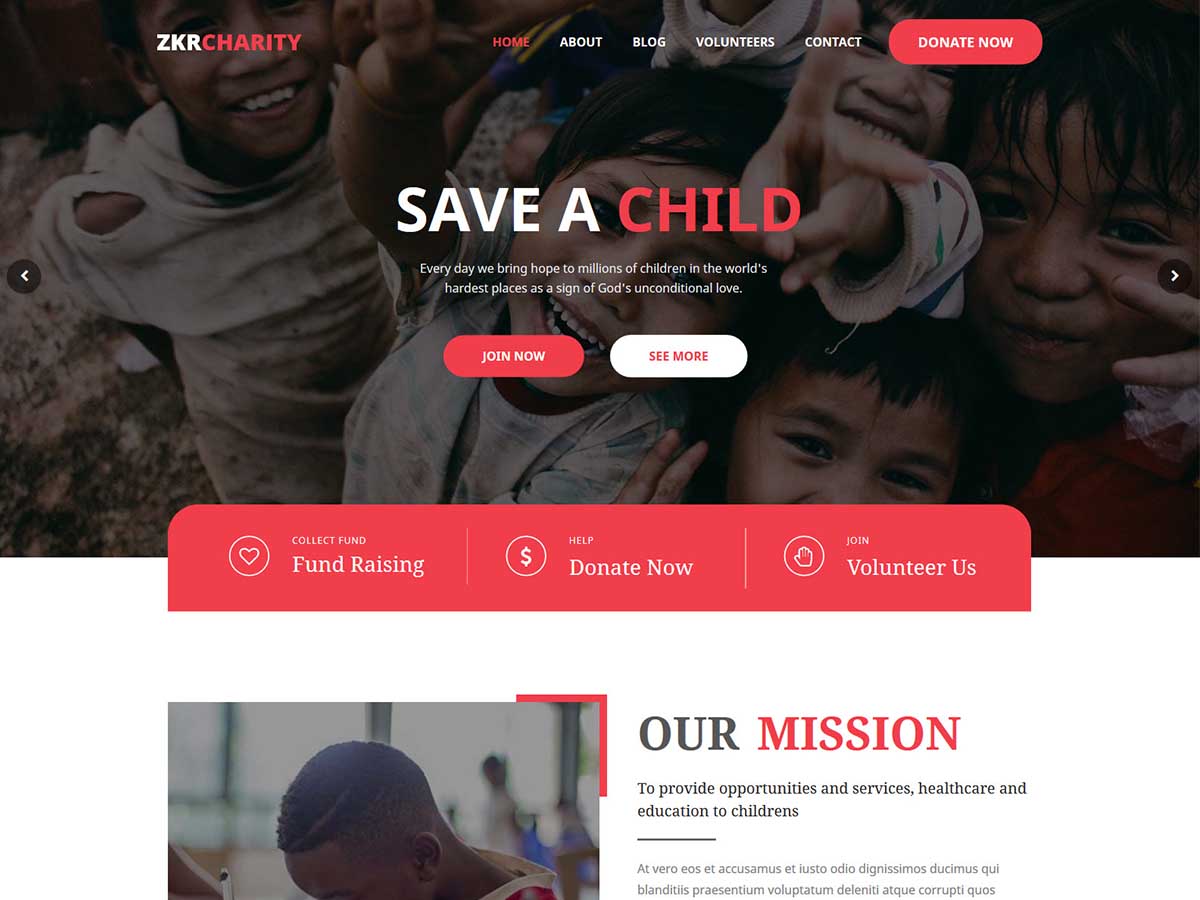 ZKRCHARITY
HOME ABOUT BLOG VOLUNTEERS CONTACT DONATE NOW
SAVE A CHILD
Every day we bring hope to millions of children in the world's
hardest places as a sign of God's unconditional love.
JOIN NOW SEE MORE
COLLECT FUND
Fund Raising
HELP
Donate Now
JOIN
Volunteer Us
OUR MISSION
To provide opportunities and services, healthcare and
education to childrens
At vero eos et accusamus et iusto odio dignissimos ducimus qui
blanditiis praesentium voluptatum deleniti atque corrupti quos